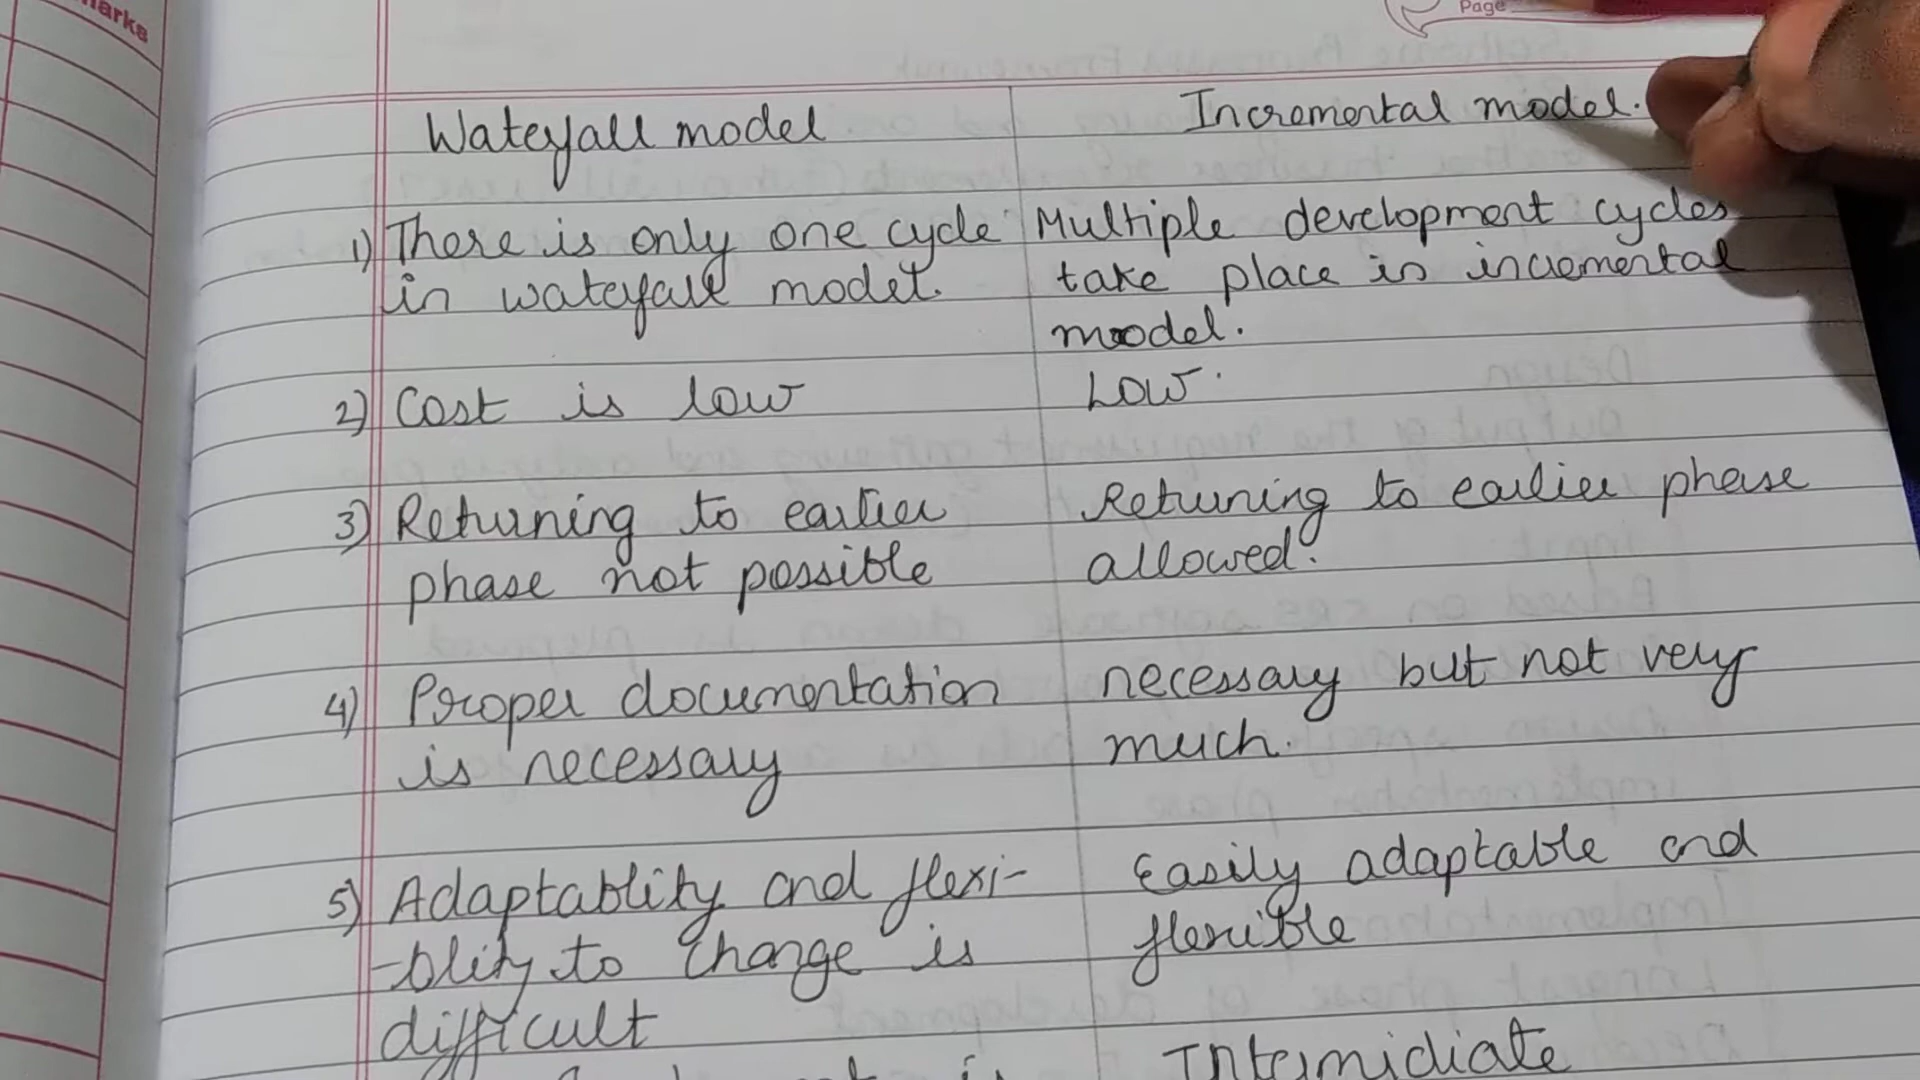 marks
Page
Waterfall model
Incremental model.
1) There is only one cycle
in waterfall model.
Multiple development cycles
take place in incremental
model.
2) Cost is low
Low.
3) Returning to earlier
phase not possible
Returning to earlier phase
allowed.
4) Proper documentation
is necessary
necessary but not very
much.
5) Adaptablity and flexi-
-blity to change is
difficult
Easily adaptable and
flexible
Intermidiate